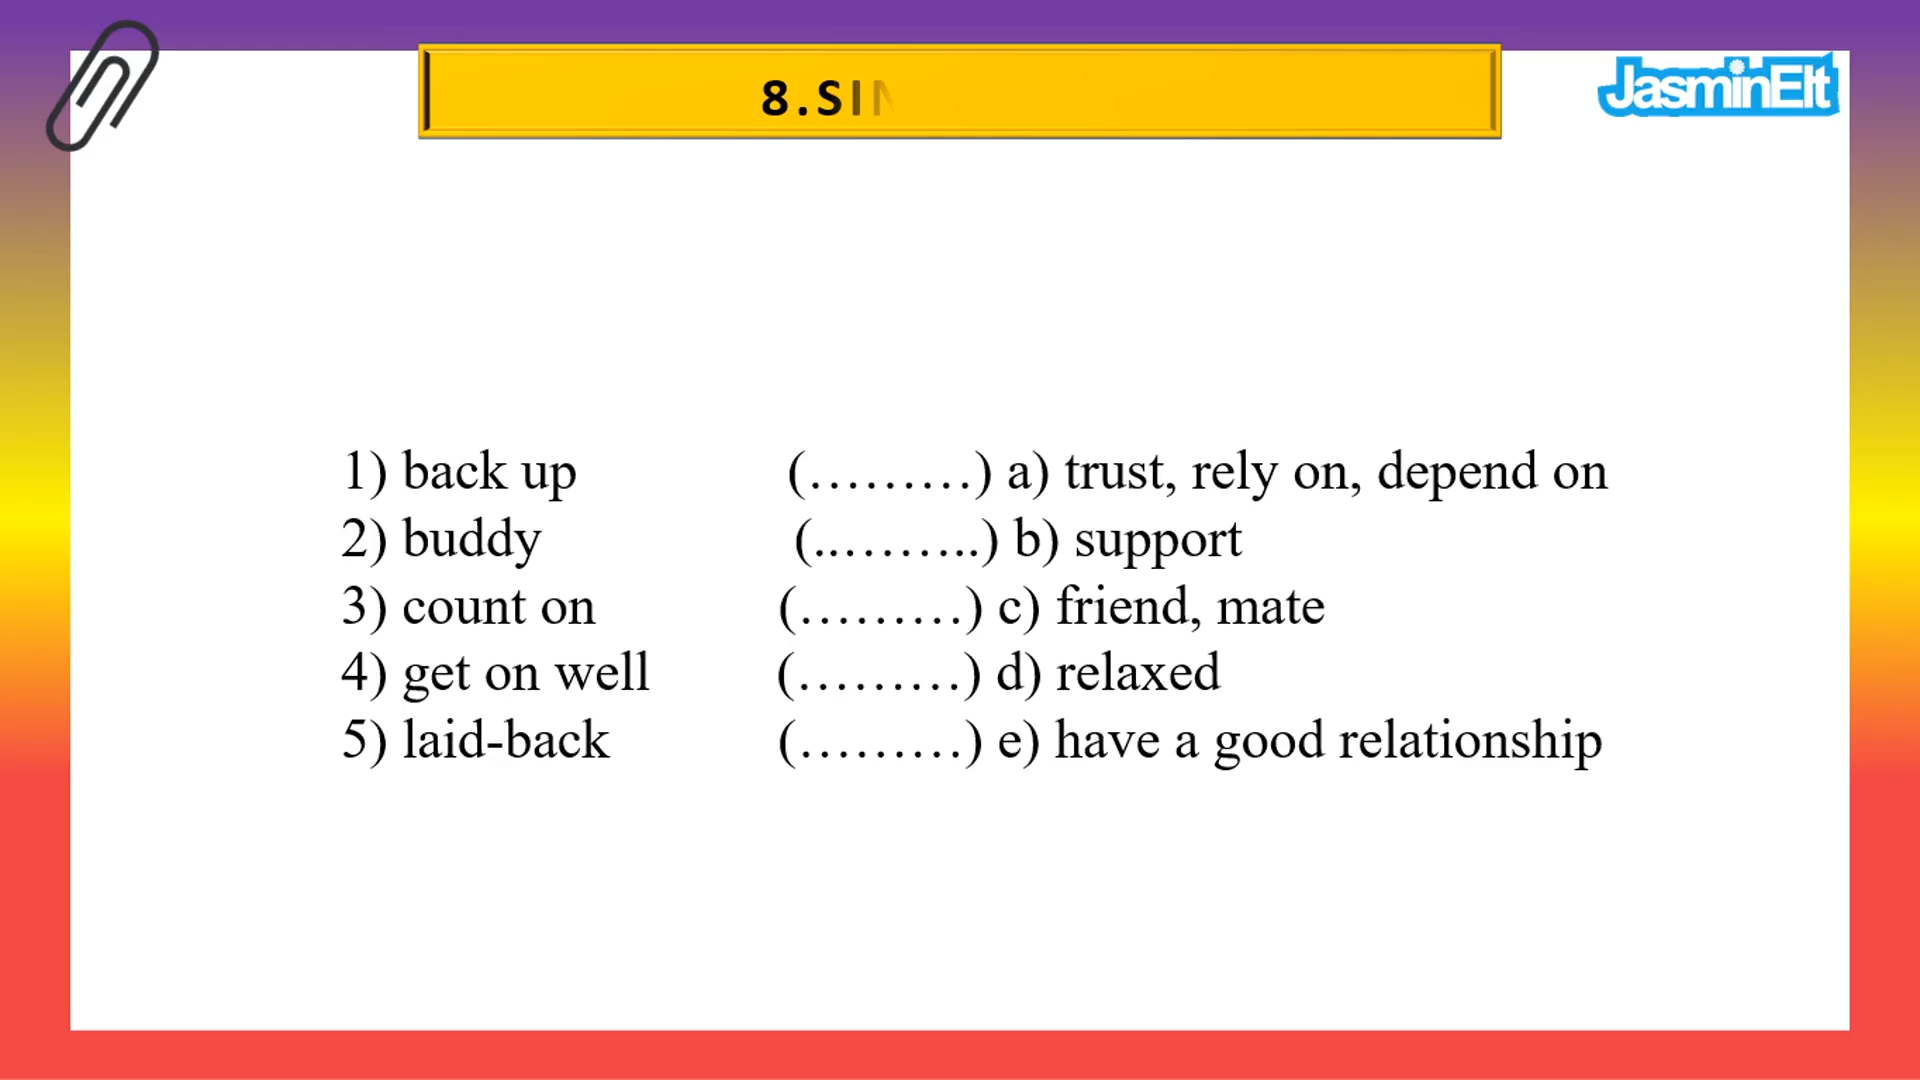 8.SIN
JasminElt
1) back up (………) a) trust, rely on, depend on
2) buddy (..……..) b) support
3) count on (………) c) friend, mate
4) get on well (………) d) relaxed
5) laid-back (………) e) have a good relationship